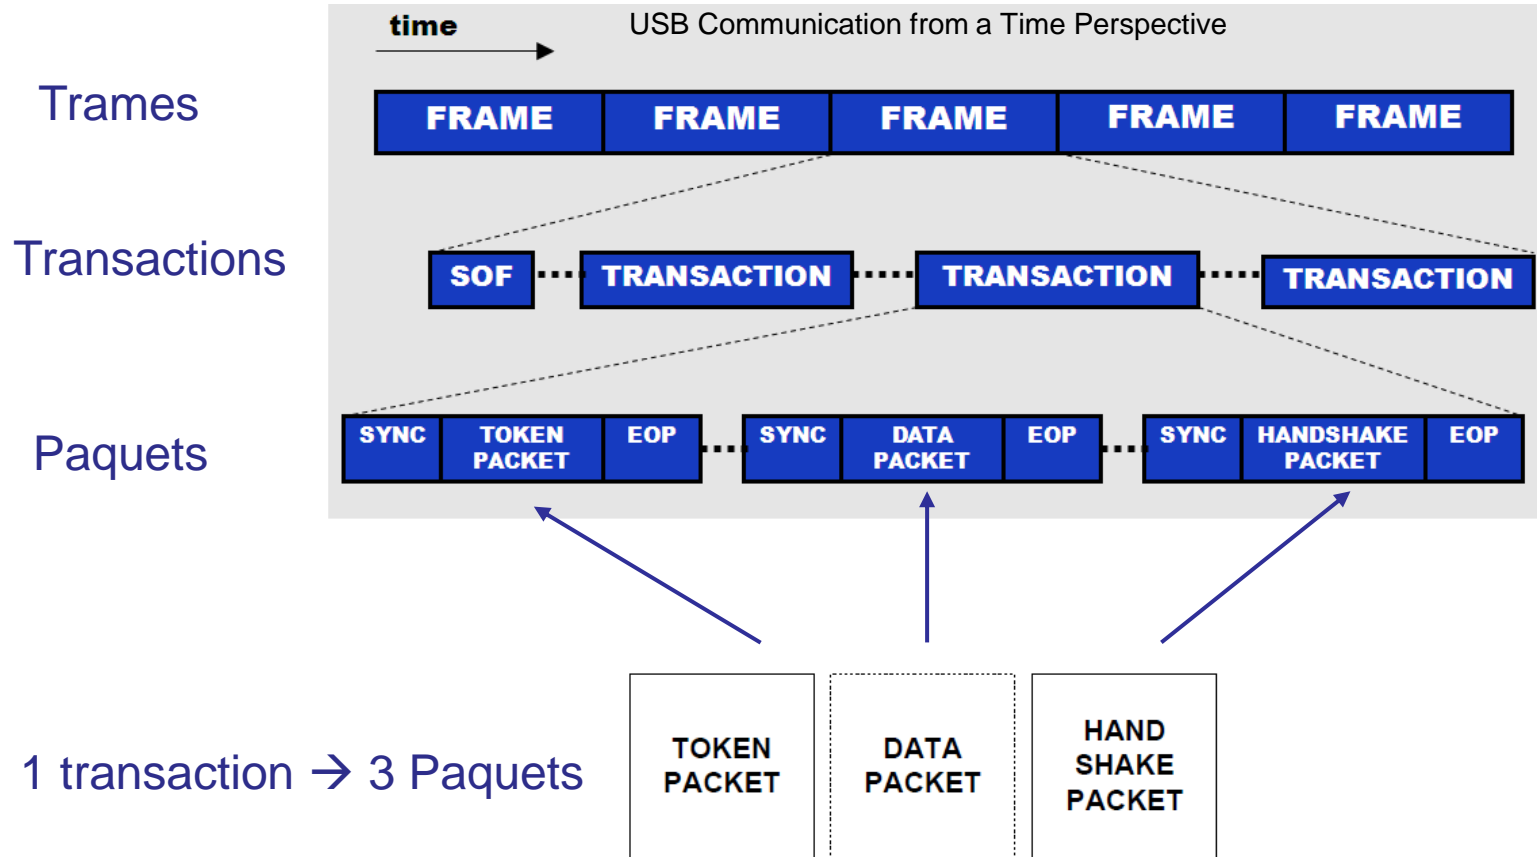 time
USB Communication from a Time Perspective
Trames
FRAME FRAME FRAME FRAME FRAME
Transactions
SOF TRANSACTION TRANSACTION TRANSACTION
Paquets
SYNC TOKEN PACKET EOP SYNC DATA PACKET EOP SYNC HANDSHAKE PACKET EOP
1 transaction → 3 Paquets
TOKEN
PACKET
DATA
PACKET
HAND
SHAKE
PACKET